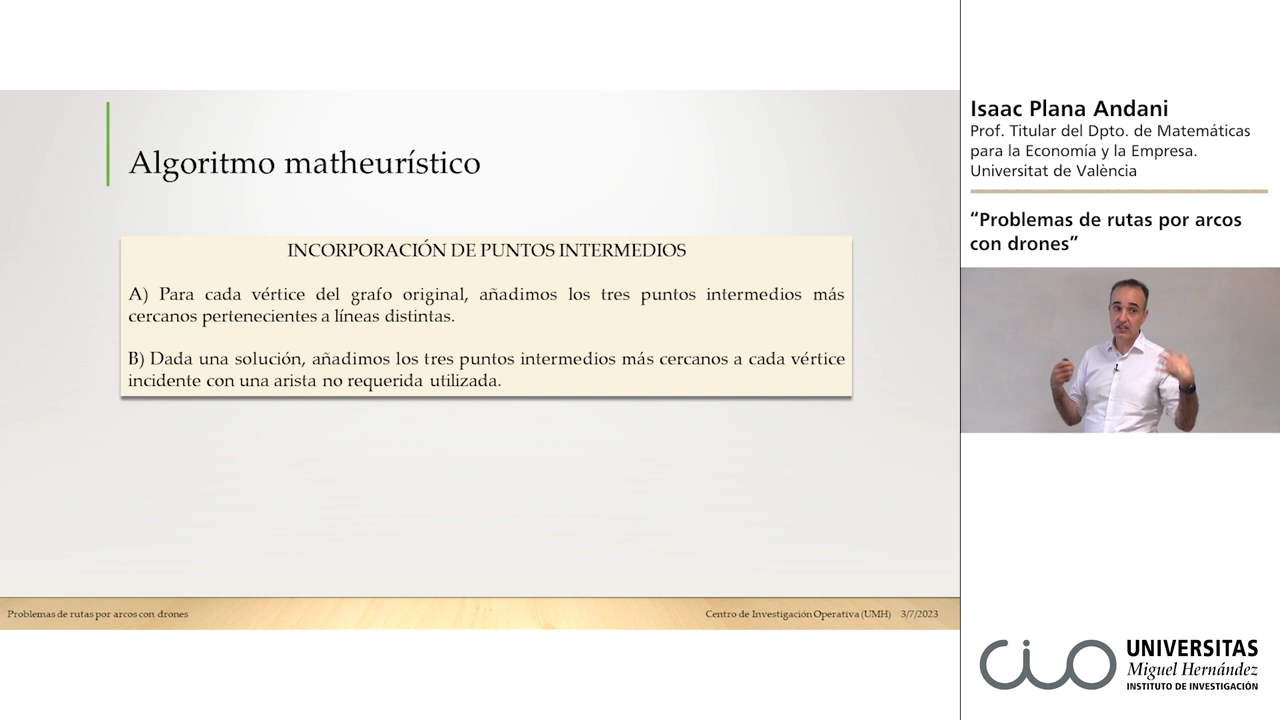 Algoritmo matheurístico
INCORPORACIÓN DE PUNTOS INTERMEDIOS
A) Para cada vértice del grafo original, añadimos los tres puntos intermedios más
cercanos pertenecientes a líneas distintas.
B) Dada una solución, añadimos los tres puntos intermedios más cercanos a cada vértice
incidente con una arista no requerida utilizada.
Problemas de rutas por arcos con drones
Centro de Investigación Operativa (UMH) 3/7/2023
Isaac Plana Andani
Prof. Titular del Dpto. de Matemáticas
para la Economía y la Empresa.
Universitat de València
“Problemas de rutas por arcos
con drones”
cio
UNIVERSITAS
Miguel Hernández
INSTITUTO DE INVESTIGACIÓN